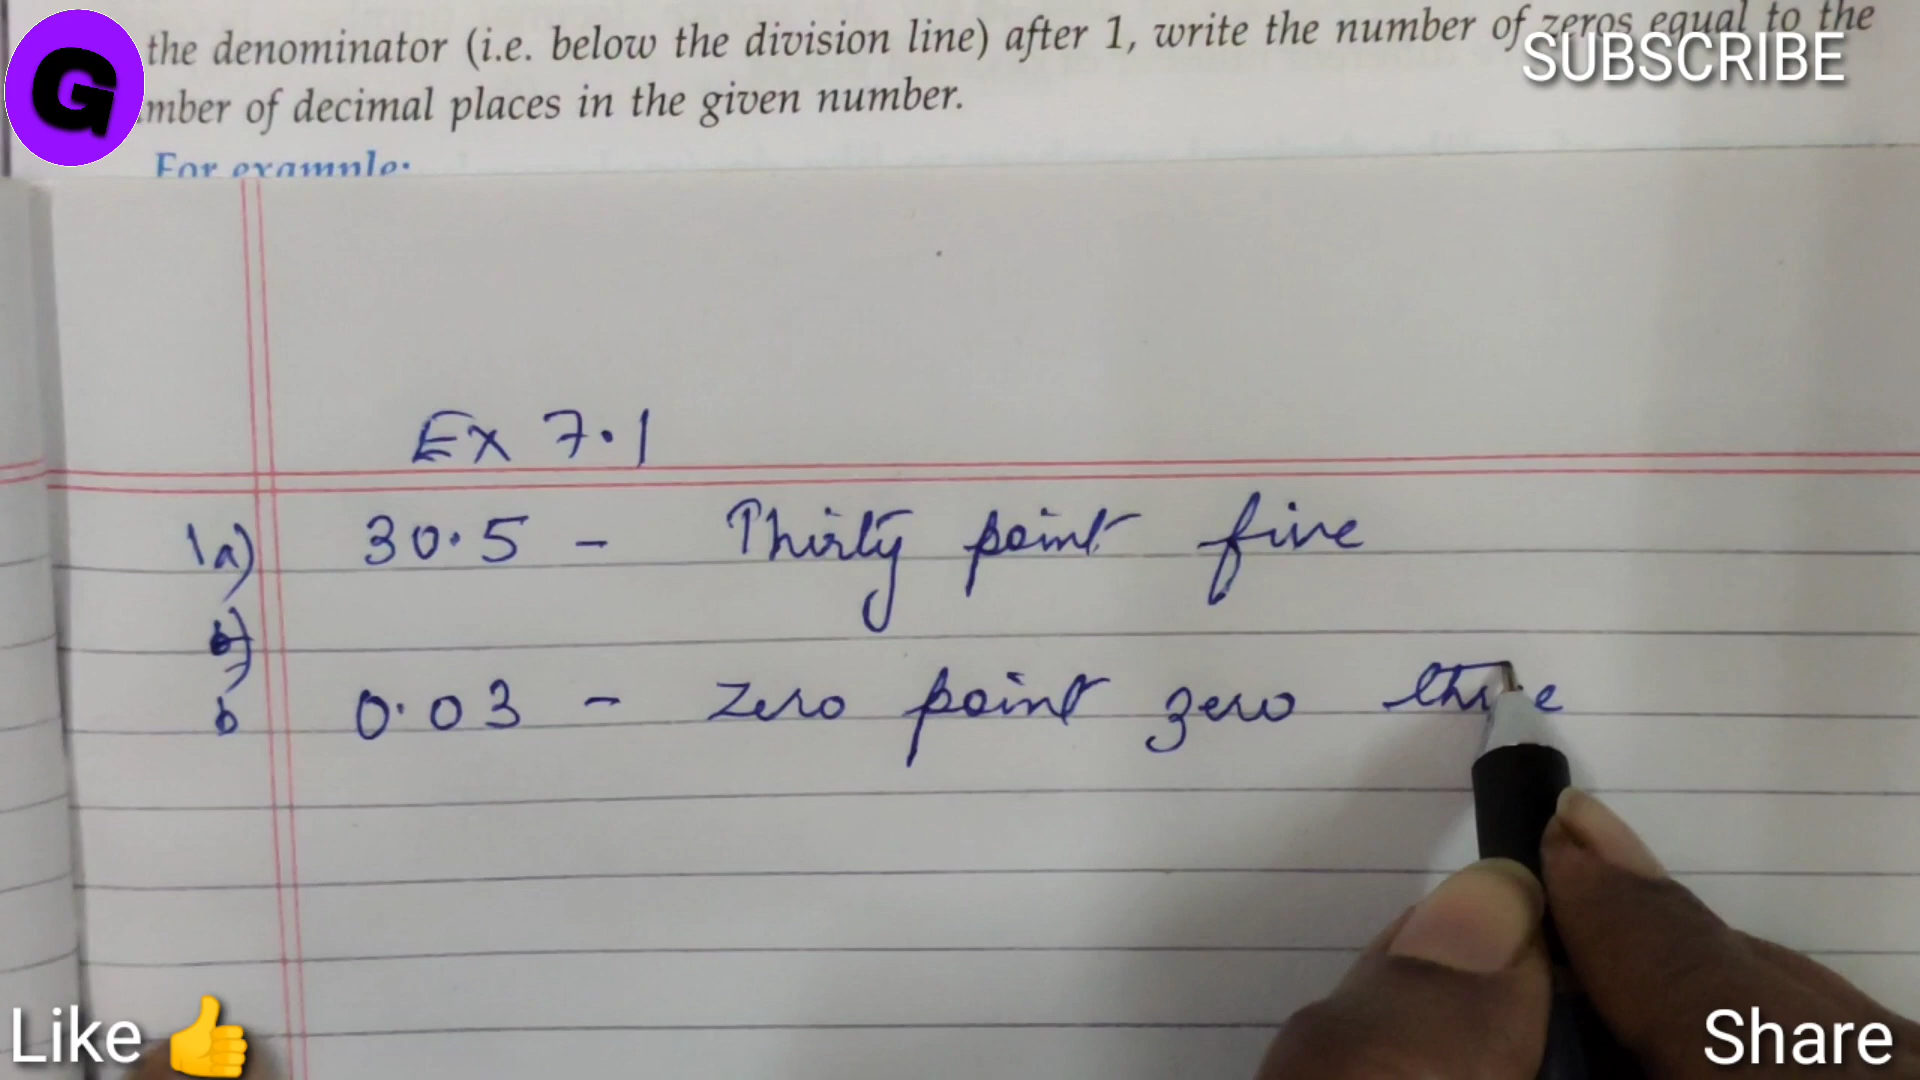 the denominator (i.e. below the division line) after 1, write the number of zeros equal to the
SUBSCRIBE
G
mber of decimal places in the given number.
For example:
Ex 7.1
1a) 30.5 - Thirty point five
b)
b 0.03 - Zero point zero three
Like 👍
Share